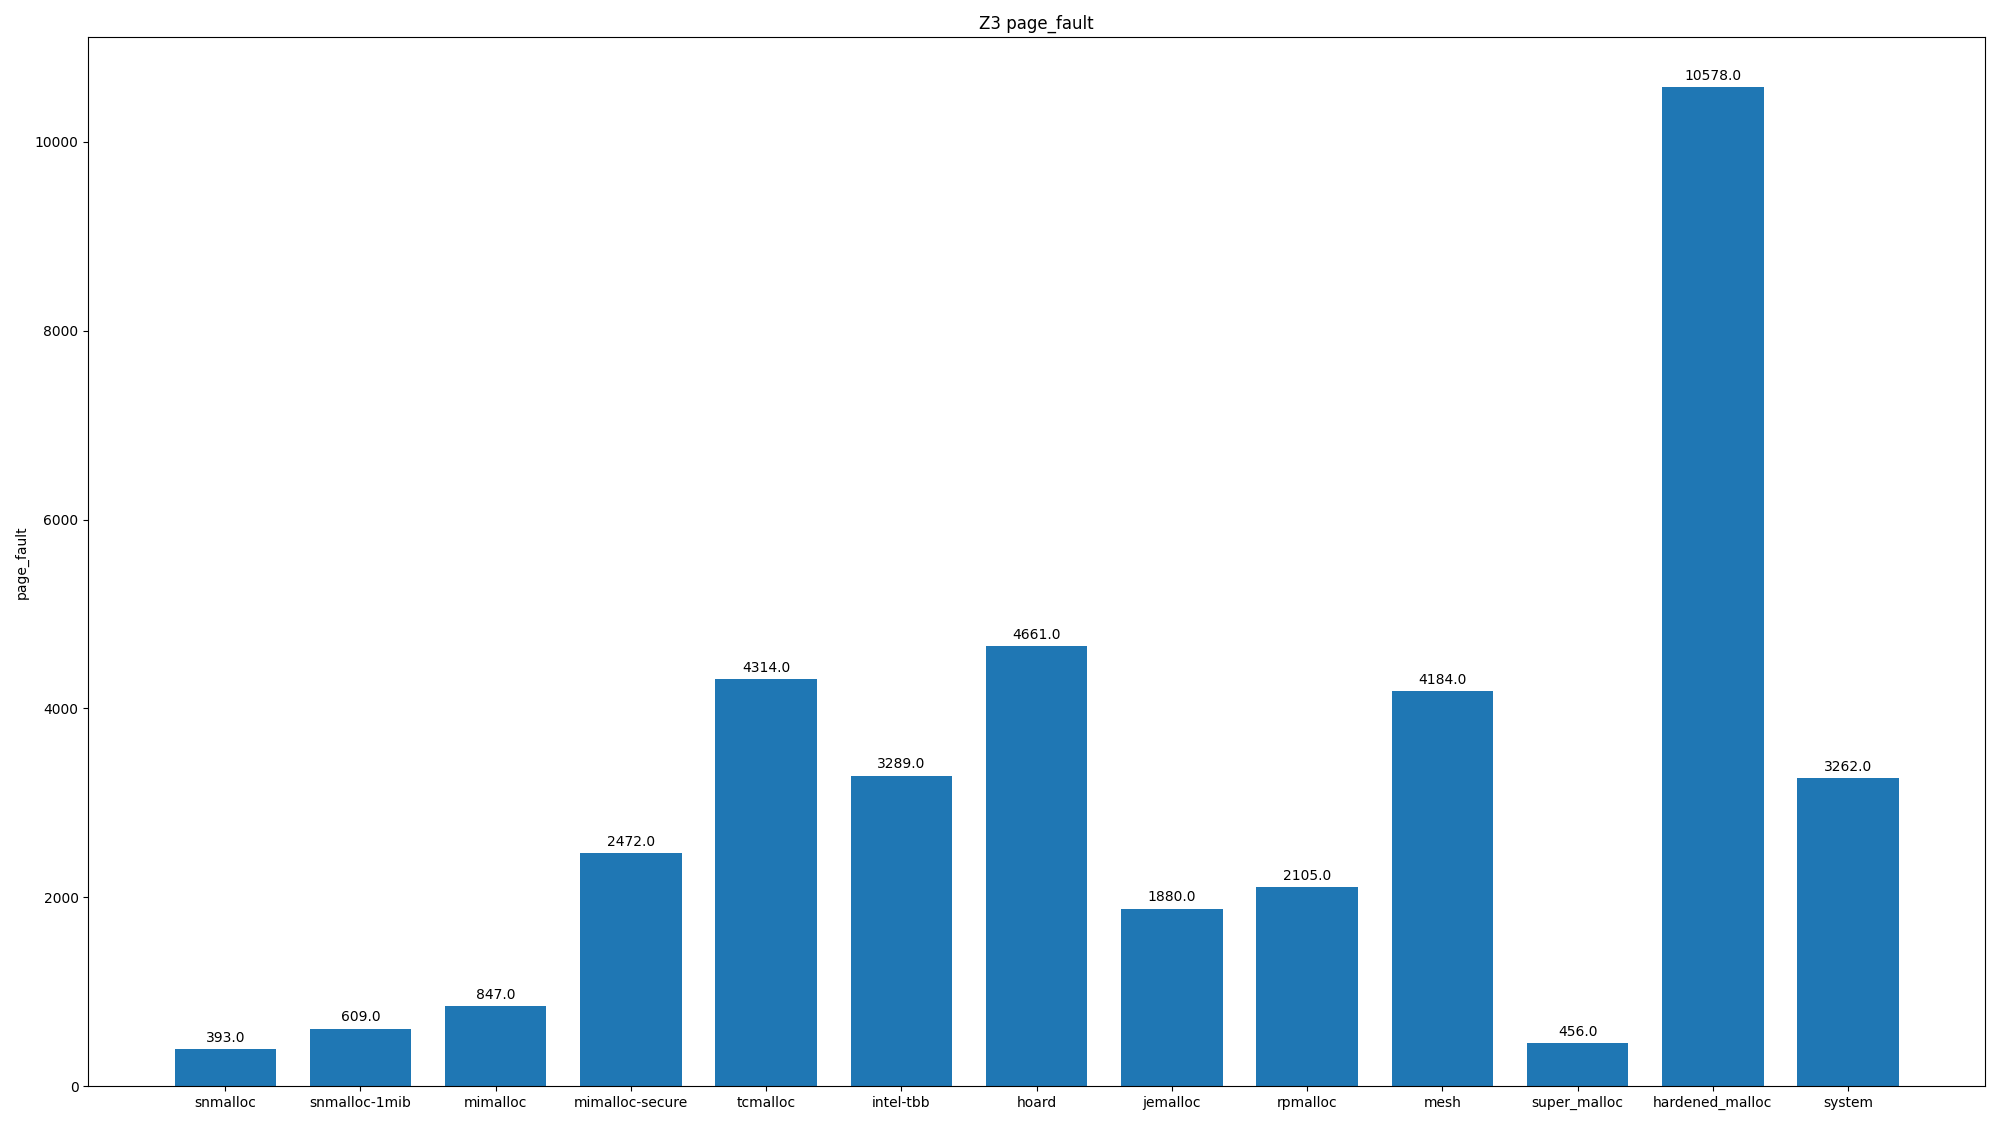 Z3 page_fault
page_fault
10000
8000
6000
4000
2000
0
393.0
609.0
847.0
2472.0
4314.0
3289.0
4661.0
1880.0
2105.0
4184.0
456.0
10578.0
3262.0
snmalloc
snmalloc-1mib
mimalloc
mimalloc-secure
tcmalloc
intel-tbb
hoard
jemalloc
rpmalloc
mesh
super_malloc
hardened_malloc
system